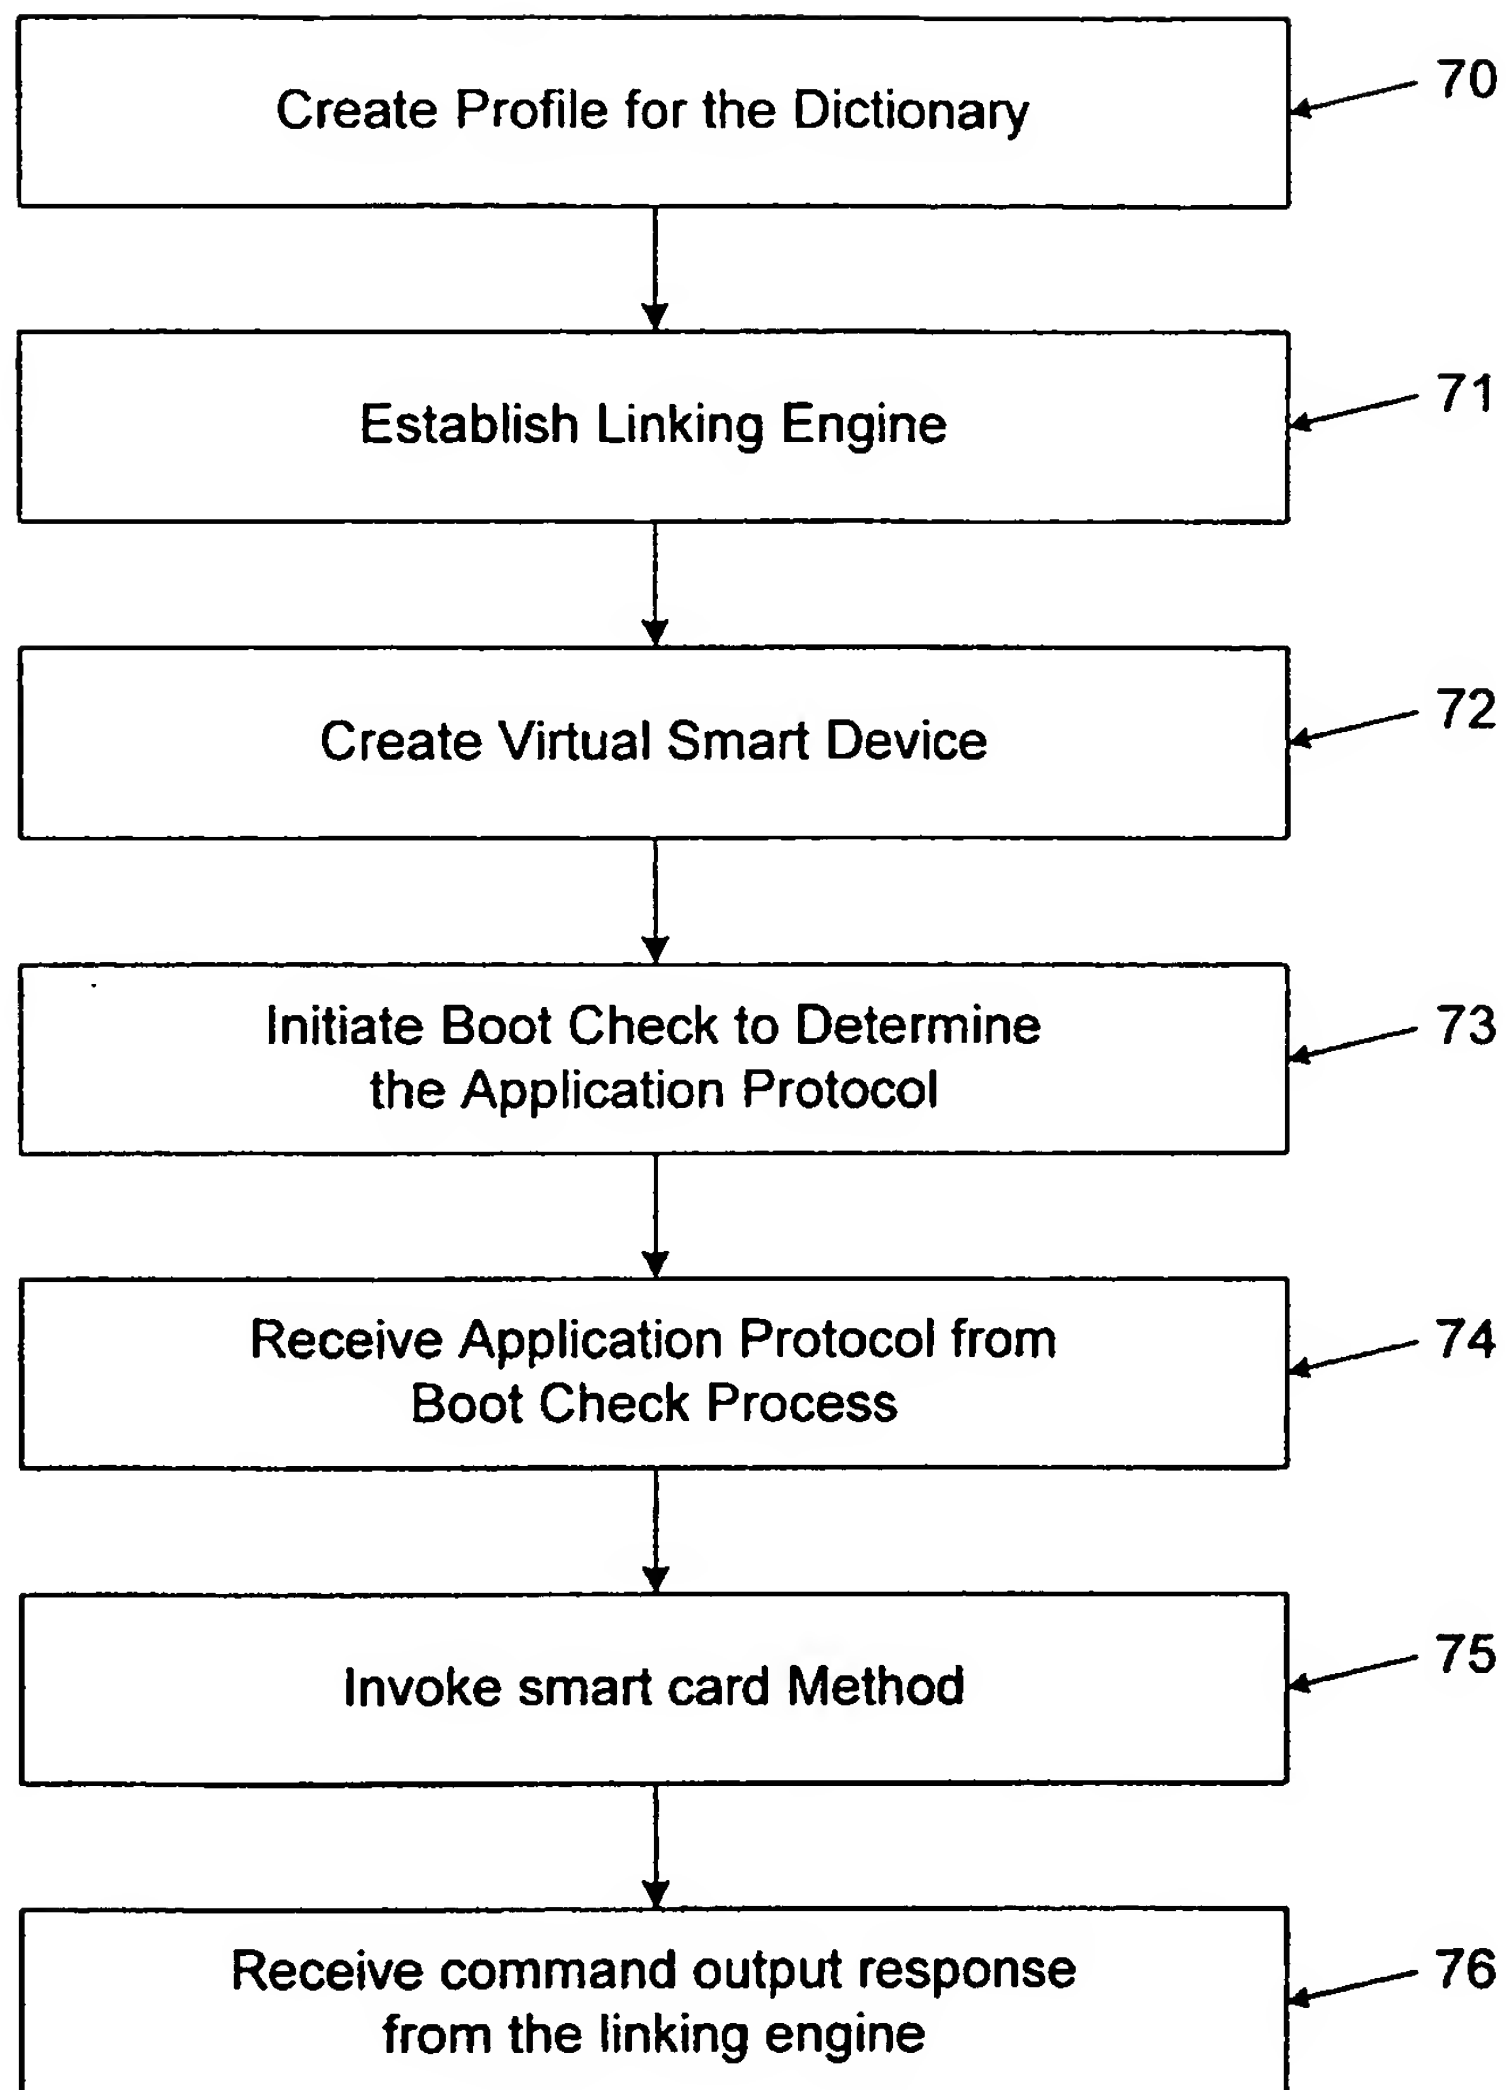 Create Profile for the Dictionary
70
Establish Linking Engine
71
Create Virtual Smart Device
72
Initiate Boot Check to Determine
the Application Protocol
73
Receive Application Protocol from
Boot Check Process
74
Invoke smart card Method
75
Receive command output response
from the linking engine
76